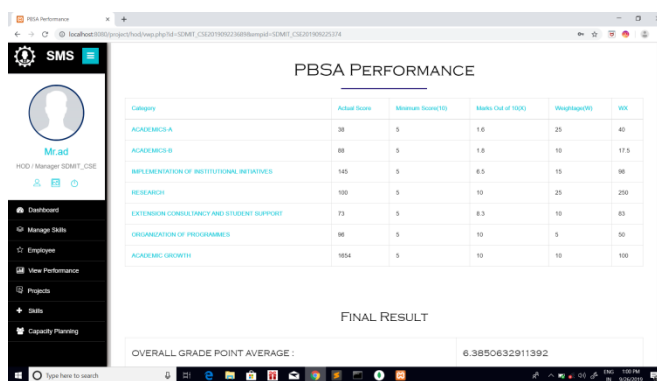 PBSA Performance
localhost:8080/project/hod/vwp.php?id=SDMIT_CSE20190922368898empid=SDMIT_CSE201909225374
SMS
Mr.ad
HOD / Manager SDMIT_CSE
Dashboard
Manage Skills
Employee
View Performance
Projects
Skills
Capacity Planning
PBSA PERFORMANCE
Category Actual Score Minimum Score(10) Marks Out of 10(X) Weightage(W) WX
ACADEMICS-A 38 5 1.6 25 40
ACADEMICS-B 88 5 1.8 10 17.5
IMPLEMENTATION OF INSTITUTIONAL INITIATIVES 145 5 6.5 15 98
RESEARCH 100 5 10 25 250
EXTENSION CONSULTANCY AND STUDENT SUPPORT 73 5 8.3 10 83
ORGANIZATION OF PROGRAMMES 98 5 10 5 50
ACADEMIC GROWTH 1654 5 10 10 100
FINAL RESULT
OVERALL GRADE POINT AVERAGE : 6.3850632911392
Type here to search
ENG 1:00 PM
IN 9/26/2019